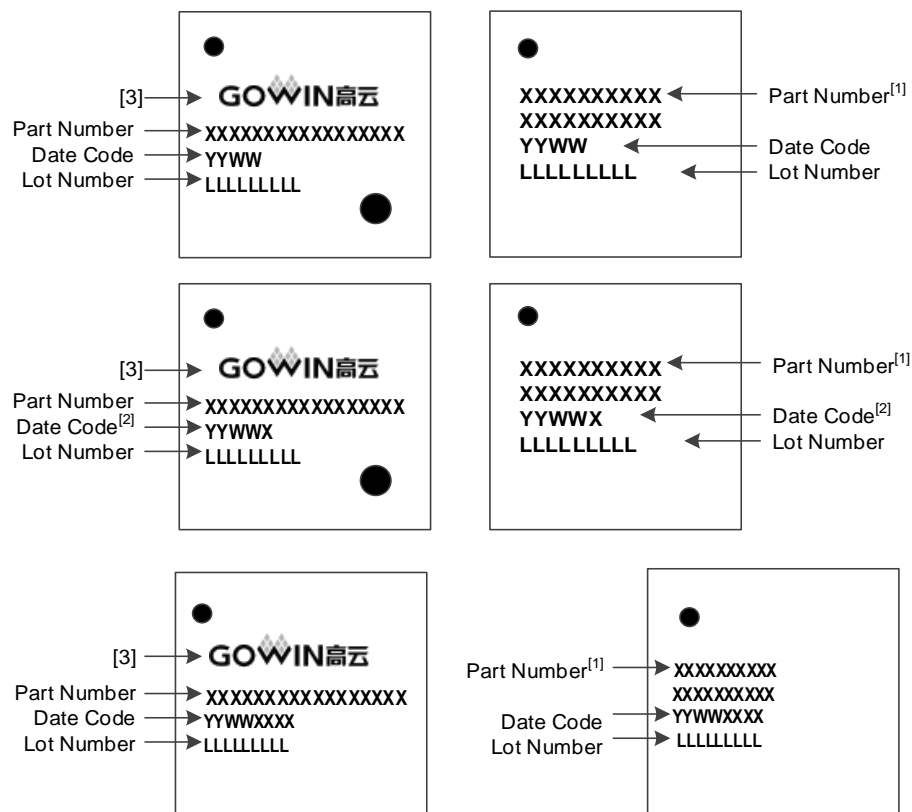 [3]
GOWIN高云
Part Number
XXXXXXXXXXXXXXXXX
Date Code
YYWW
Lot Number
LLLLLLLLL
XXXXXXXXXX
Part Number[1]
XXXXXXXXXX
YYWW
Date Code
LLLLLLLLL
Lot Number
[3]
GOWIN高云
Part Number
XXXXXXXXXXXXXXXXX
Date Code[2]
YYWWX
Lot Number
LLLLLLLLL
XXXXXXXXXX
Part Number[1]
XXXXXXXXXX
YYWWX
Date Code[2]
LLLLLLLLL
Lot Number
[3]
GOWIN高云
Part Number
XXXXXXXXXXXXXXXXX
Date Code
YYWWXXXX
Lot Number
LLLLLLLLL
Part Number[1]
XXXXXXXXXX
XXXXXXXXXX
Date Code
YYWWXXXX
Lot Number
LLLLLLLLL